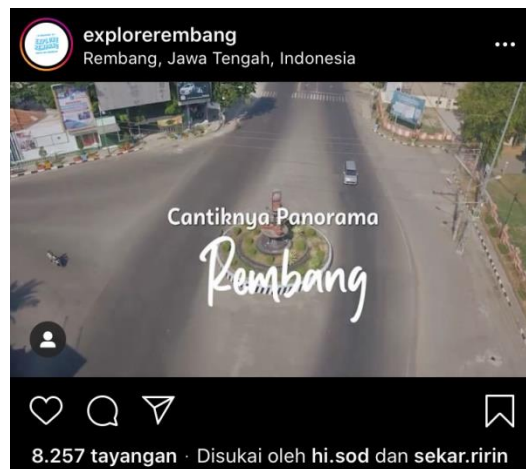 explorerembang
Rembang, Jawa Tengah, Indonesia
Cantiknya Panorama
Rembang
8.257 tayangan · Disukai oleh hi.sod dan sekar.ririn